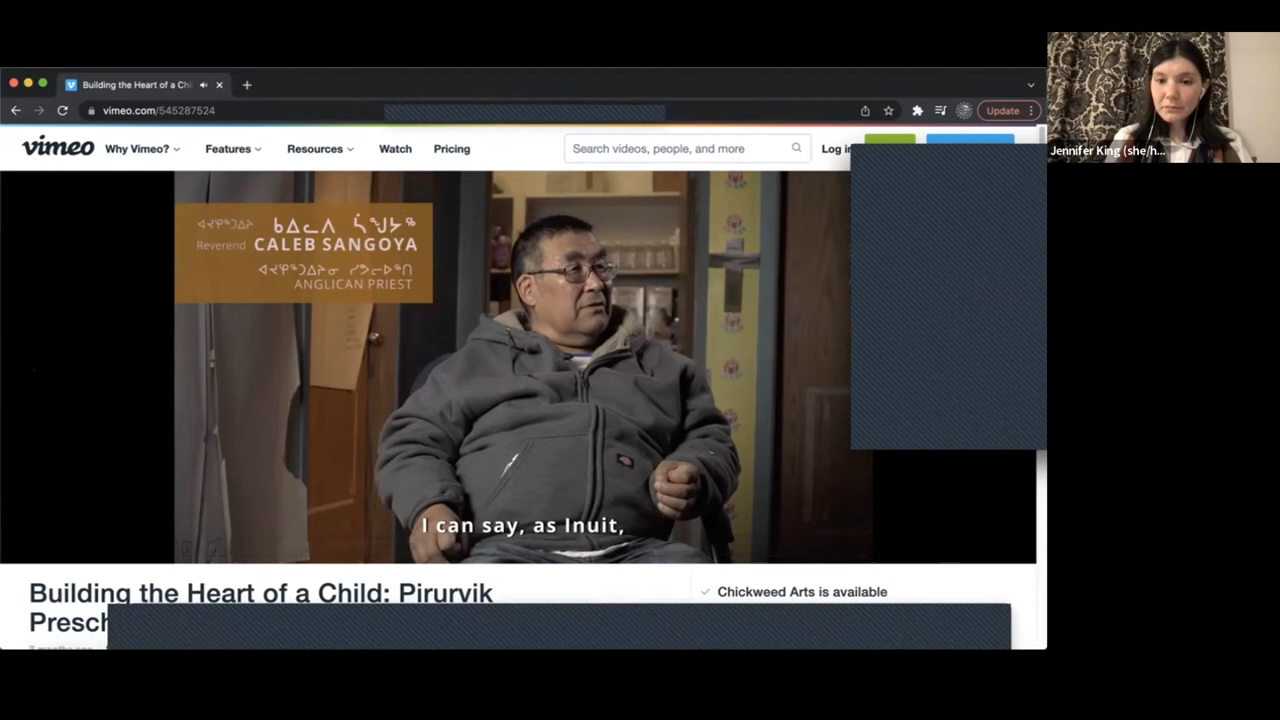 Building the Heart of a Chi
vimeo.com/545287524
Update
vimeo
Why Vimeo?
Features
Resources
Watch
Pricing
Search videos, people, and more
Log in
Jennifer King (she/h...
ᑲᐃᓕᐱ ᓵᖑᔭᖅ
Reverend CALEB SANGOYA
ANGLICAN PRIEST
I can say, as Inuit,
Building the Heart of a Child: Pirurvik
Presch
Chickweed Arts is available